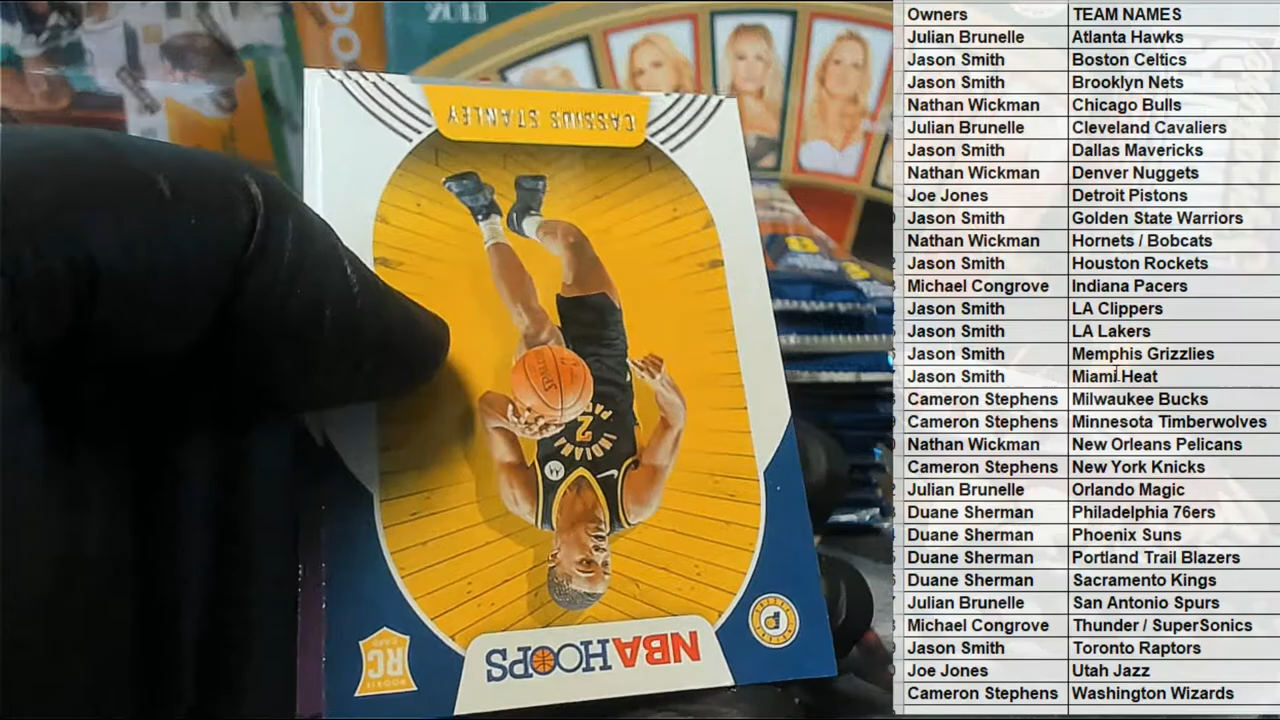 2011
CASSIUS STANLEY
SPALDING
INDIANA
2
NBA HOOPS
RC
ROOKIE
Owners TEAM NAMES
Julian Brunelle Atlanta Hawks
Jason Smith Boston Celtics
Jason Smith Brooklyn Nets
Nathan Wickman Chicago Bulls
Julian Brunelle Cleveland Cavaliers
Jason Smith Dallas Mavericks
Nathan Wickman Denver Nuggets
Joe Jones Detroit Pistons
Jason Smith Golden State Warriors
Nathan Wickman Hornets / Bobcats
Jason Smith Houston Rockets
Michael Congrove Indiana Pacers
Jason Smith LA Clippers
Jason Smith LA Lakers
Jason Smith Memphis Grizzlies
Jason Smith Miami Heat
Cameron Stephens Milwaukee Bucks
Cameron Stephens Minnesota Timberwolves
Nathan Wickman New Orleans Pelicans
Cameron Stephens New York Knicks
Julian Brunelle Orlando Magic
Duane Sherman Philadelphia 76ers
Duane Sherman Phoenix Suns
Duane Sherman Portland Trail Blazers
Duane Sherman Sacramento Kings
Julian Brunelle San Antonio Spurs
Michael Congrove Thunder / SuperSonics
Jason Smith Toronto Raptors
Joe Jones Utah Jazz
Cameron Stephens Washington Wizards